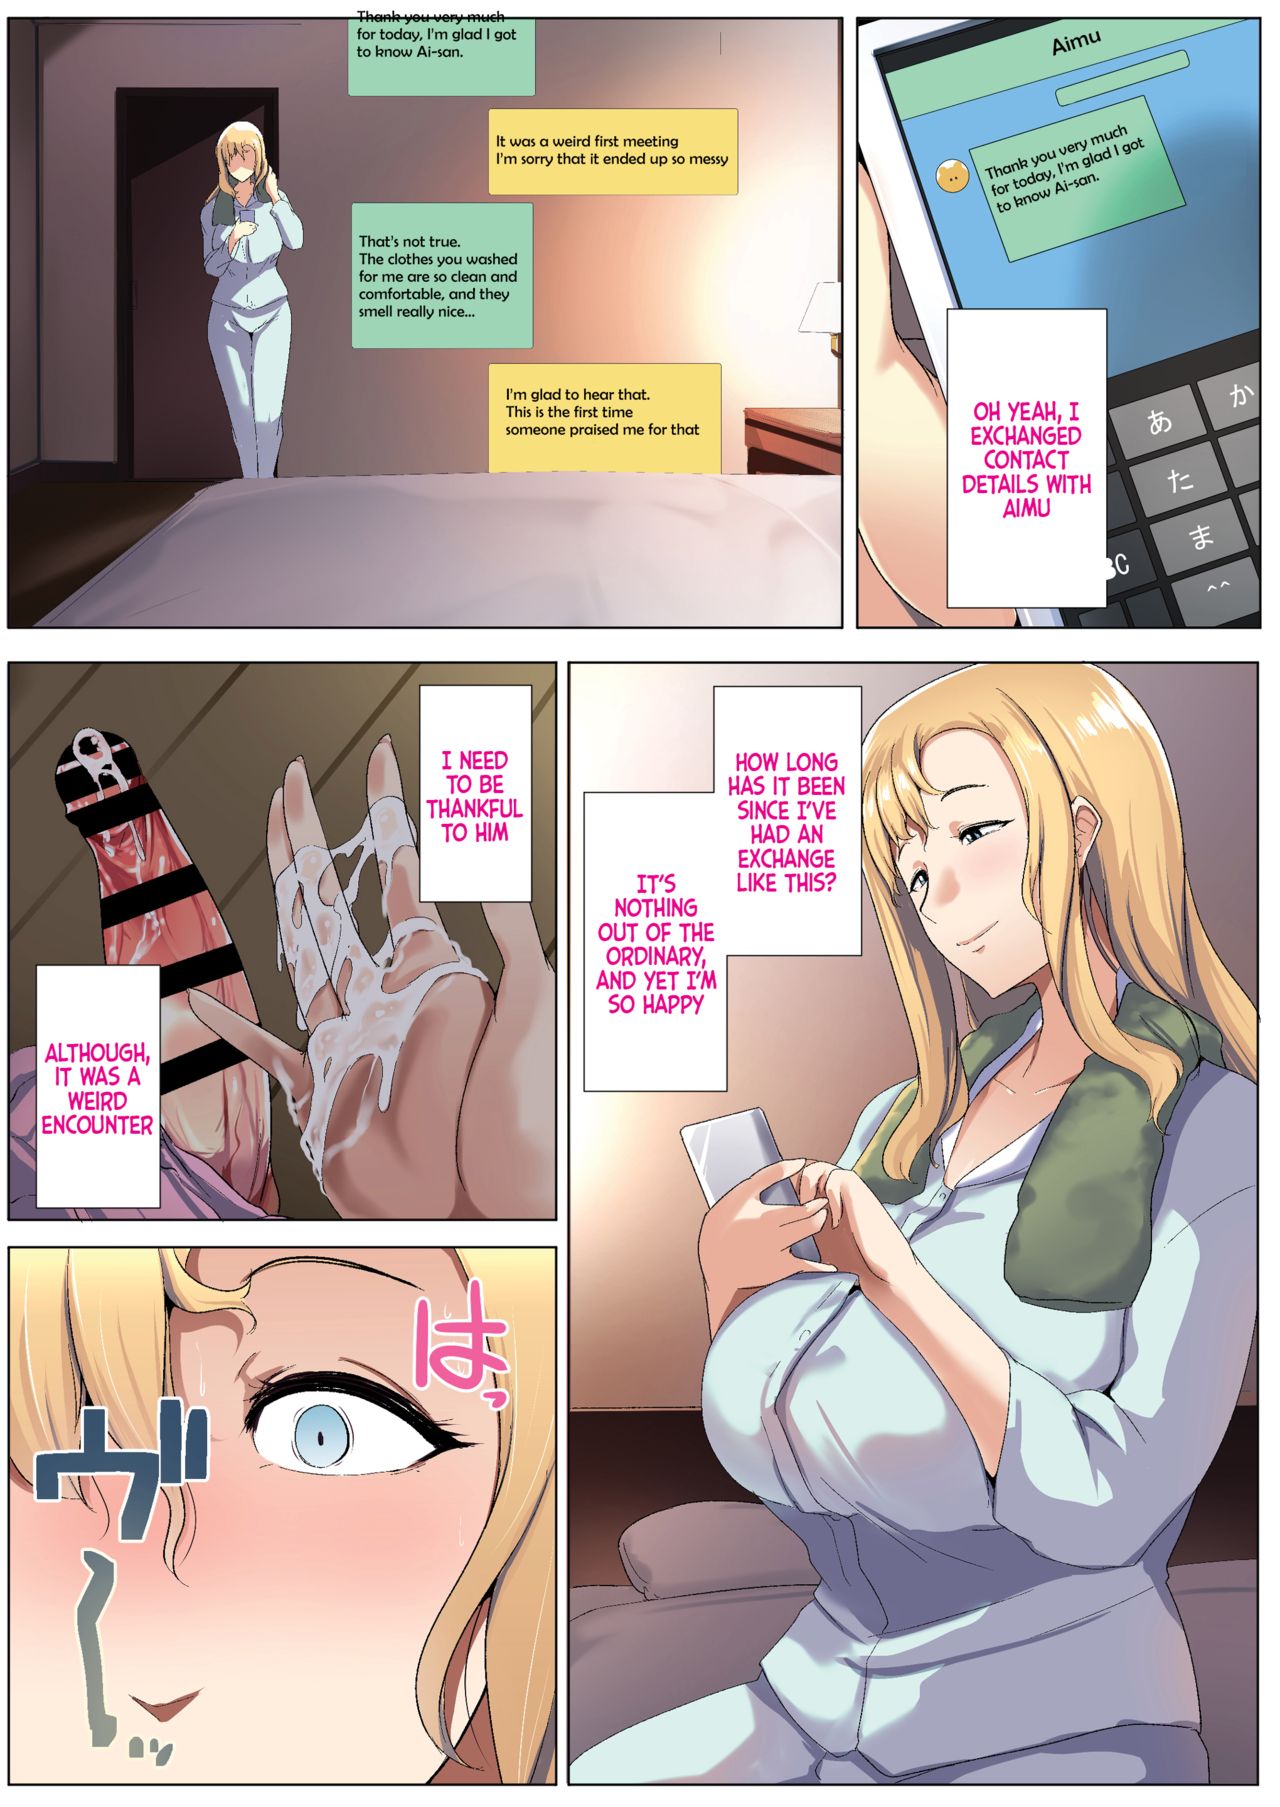 Aimu
Thank you very much
for today, I'm glad I got
to know Ai-san.
OH YEAH, I
EXCHANGED
CONTACT
DETAILS WITH
AIMU
あ
か
た
ま
^^
BC
Thank you very much
for today, I'm glad I got
to know Ai-san.
It was a weird first meeting
I'm sorry that it ended up so messy
That's not true.
The clothes you washed
for me are so clean and
comfortable, and they
smell really nice...
I'm glad to hear that.
This is the first time
someone praised me for that
HOW LONG
HAS IT BEEN
SINCE I'VE
HAD AN
EXCHANGE
LIKE THIS?
IT'S
NOTHING
OUT OF THE
ORDINARY,
AND YET I'M
SO HAPPY
I NEED
TO BE
THANKFUL
TO HIM
ALTHOUGH,
IT WAS A
WEIRD
ENCOUNTER
はっ
ヴーッ